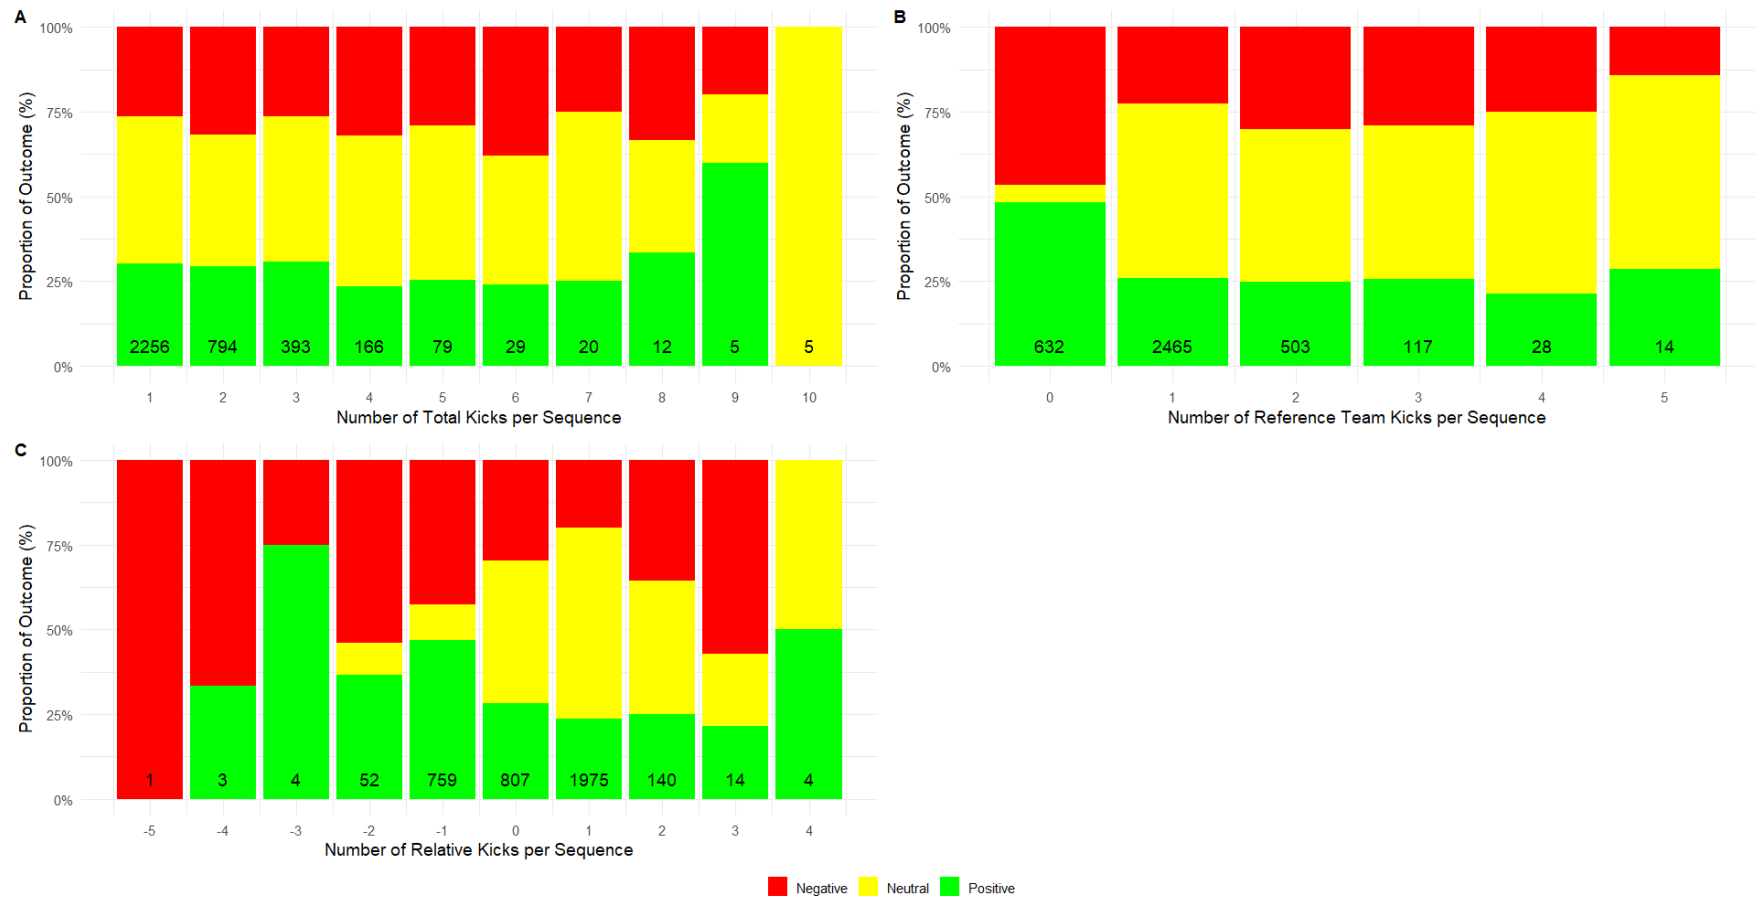 A
Proportion of Outcome (%)
100%
75%
50%
25%
0%
2256 794 393 166 79 29 20 12 5 5
1 2 3 4 5 6 7 8 9 10
Number of Total Kicks per Sequence
B
Proportion of Outcome (%)
100%
75%
50%
25%
0%
632 2465 503 117 28 14
0 1 2 3 4 5
Number of Reference Team Kicks per Sequence
C
Proportion of Outcome (%)
100%
75%
50%
25%
0%
1 3 4 52 759 807 1975 140 14 4
-5 -4 -3 -2 -1 0 1 2 3 4
Number of Relative Kicks per Sequence
Negative Neutral Positive